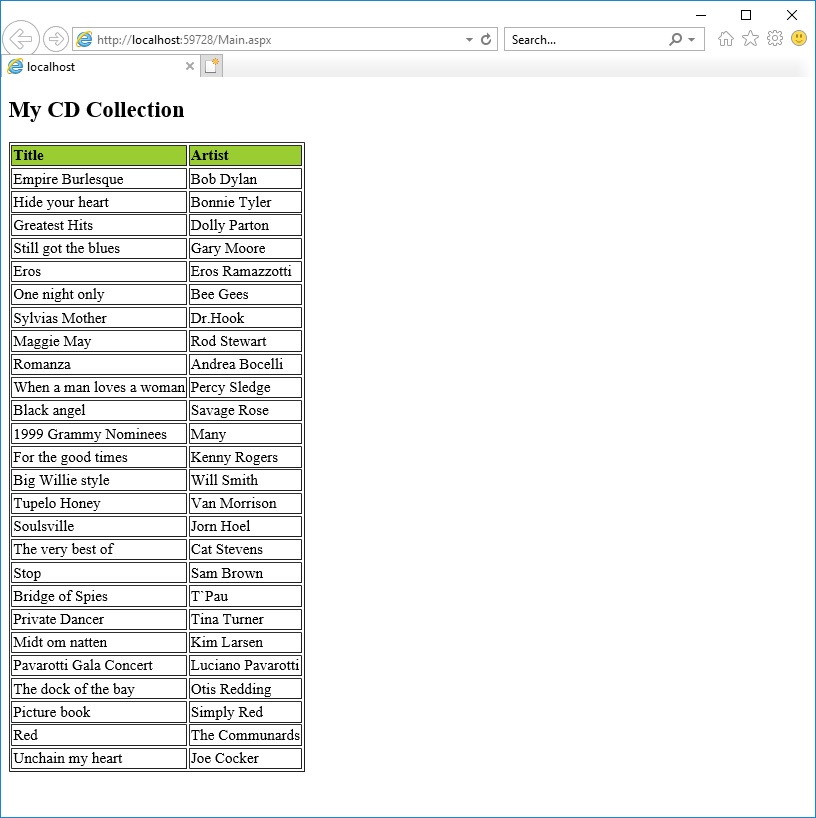 http://localhost:59728/Main.aspx Search...
localhost
My CD Collection
Title Artist
Empire Burlesque Bob Dylan
Hide your heart Bonnie Tyler
Greatest Hits Dolly Parton
Still got the blues Gary Moore
Eros Eros Ramazzotti
One night only Bee Gees
Sylvias Mother Dr.Hook
Maggie May Rod Stewart
Romanza Andrea Bocelli
When a man loves a woman Percy Sledge
Black angel Savage Rose
1999 Grammy Nominees Many
For the good times Kenny Rogers
Big Willie style Will Smith
Tupelo Honey Van Morrison
Soulsville Jorn Hoel
The very best of Cat Stevens
Stop Sam Brown
Bridge of Spies T`Pau
Private Dancer Tina Turner
Midt om natten Kim Larsen
Pavarotti Gala Concert Luciano Pavarotti
The dock of the bay Otis Redding
Picture book Simply Red
Red The Communards
Unchain my heart Joe Cocker